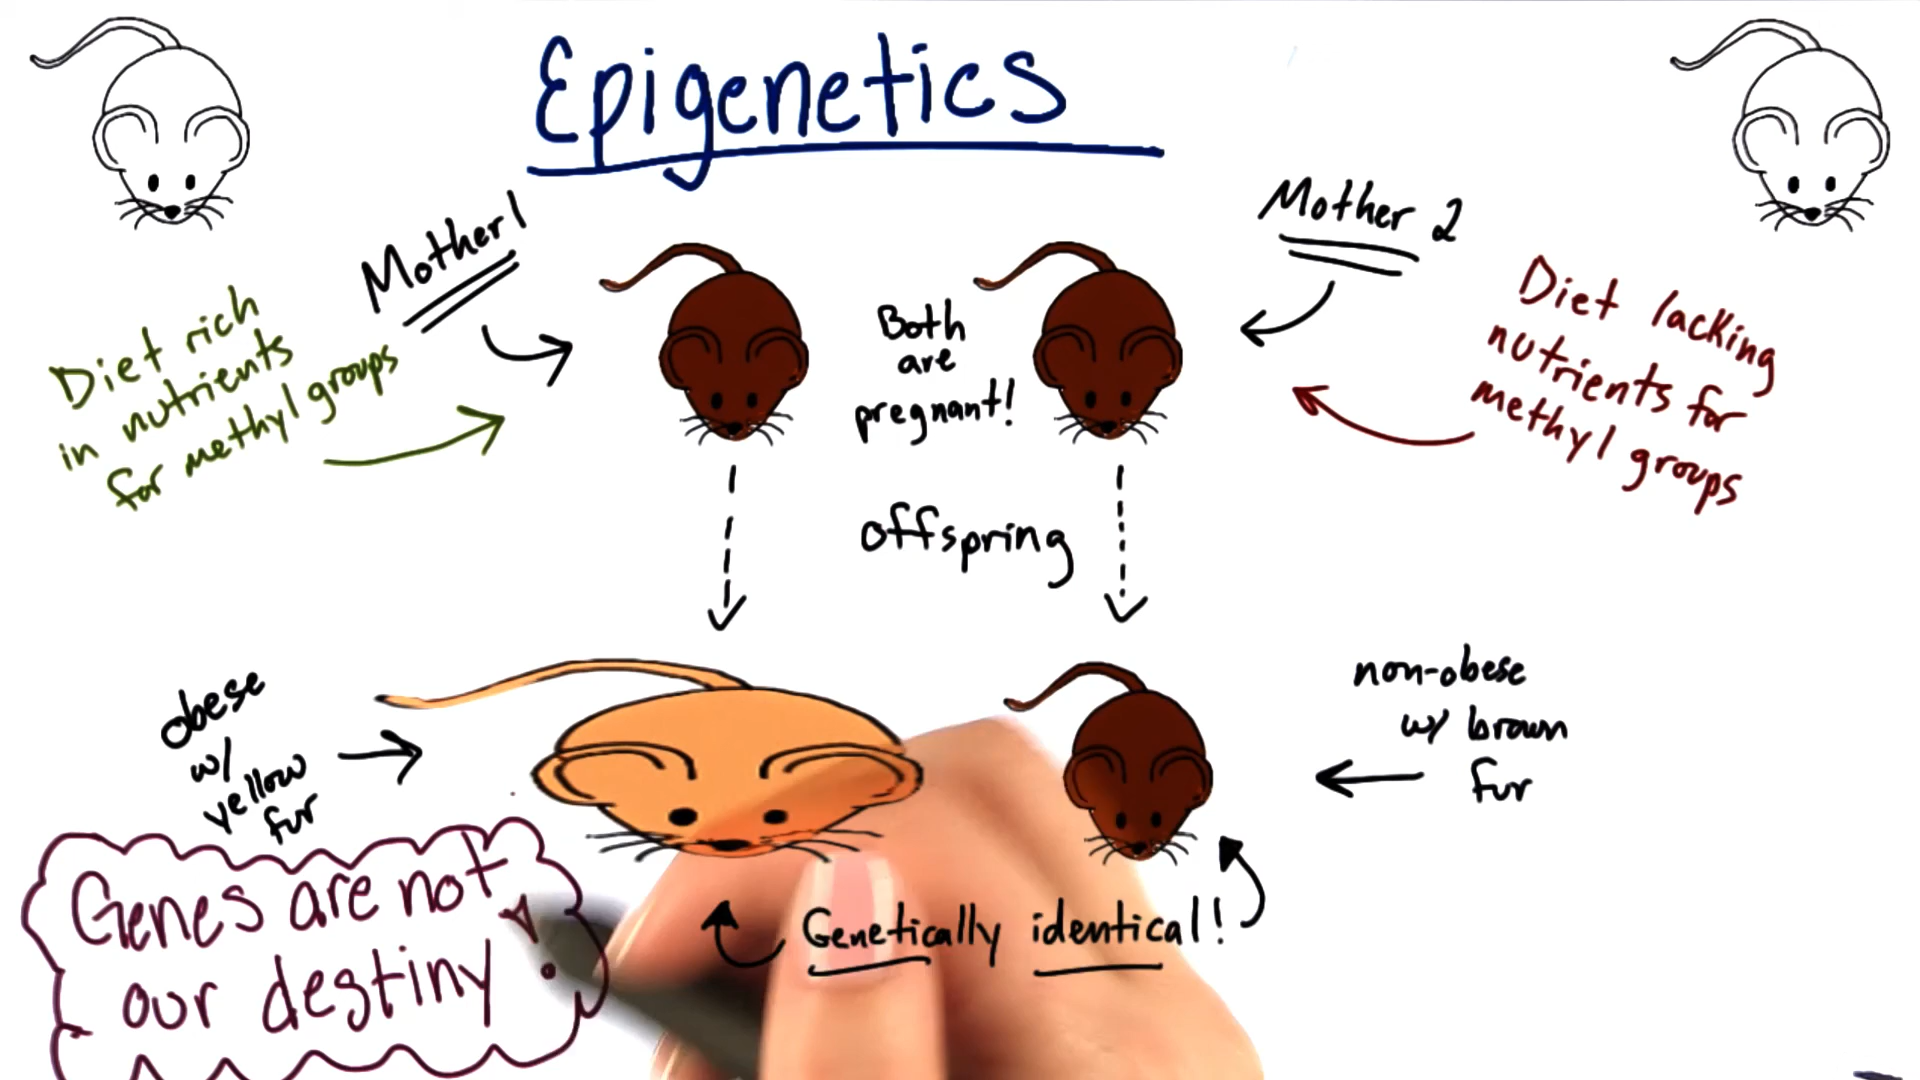 Epigenetics
Mother 1
Mother 2
Diet rich
in nutrients
for methyl groups
Both
are
pregnant!
Diet lacking
nutrients for
methyl groups
offspring
obese
w/
yellow
fur
non-obese
w/ brown
fur
Genes are not
our destiny!
Genetically identical!